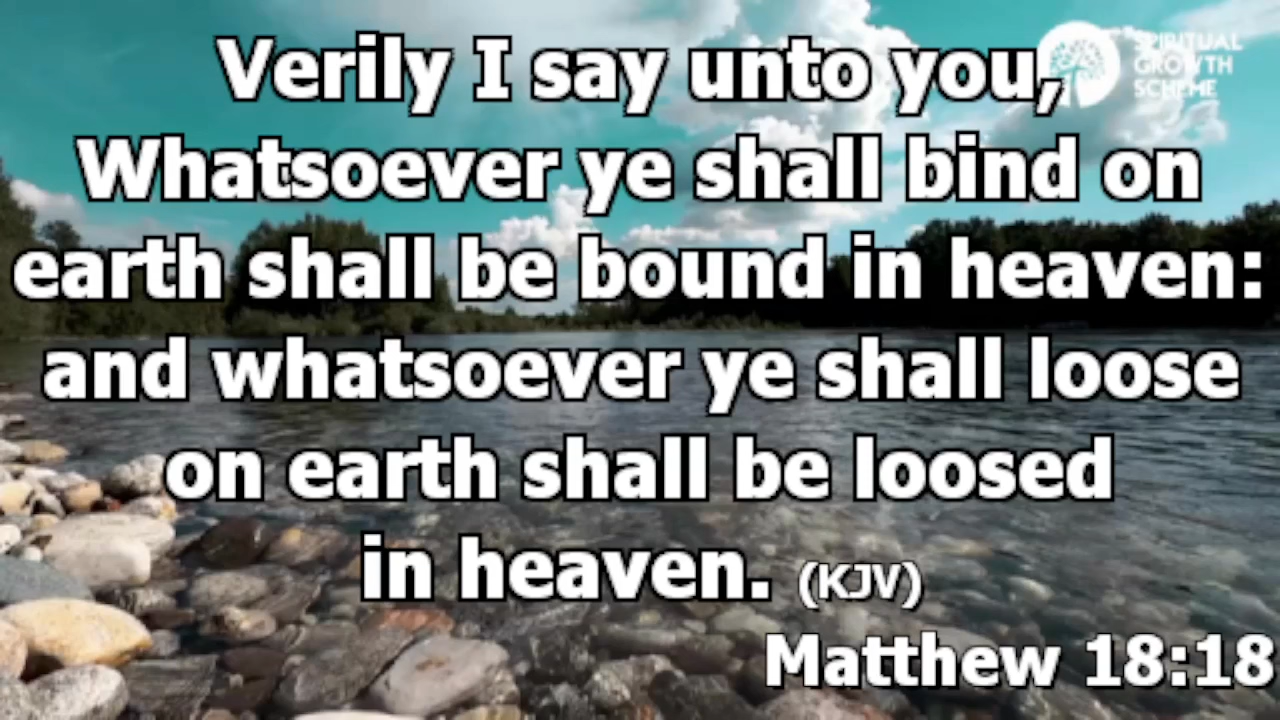 Verily I say unto you,
Whatsoever ye shall bind on
earth shall be bound in heaven:
and whatsoever ye shall loose
on earth shall be loosed
in heaven. (KJV)
Matthew 18:18
SPIRITUAL
GROWTH
SCHEME